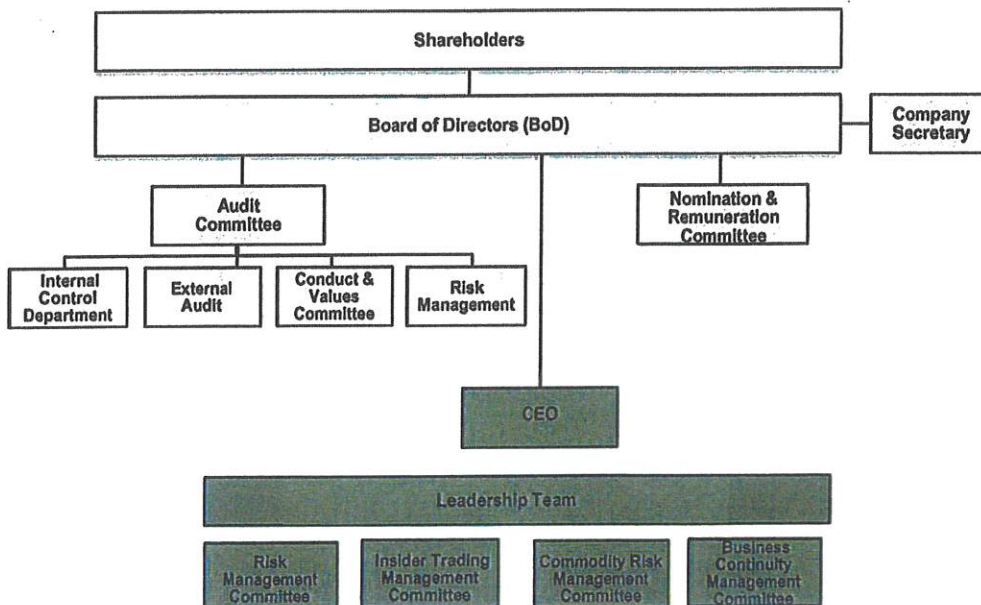 Shareholders
Board of Directors (BoD)
Company
Secretary
Audit
Committee
Nomination &
Remuneration
Committee
Internal
Control
Department
External
Audit
Conduct &
Values
Committee
Risk
Management
CEO
Leadership Team
Risk
Management
Committee
Insider Trading
Management
Committee
Commodity Risk
Management
Committee
Business
Continuity
Management
Committee